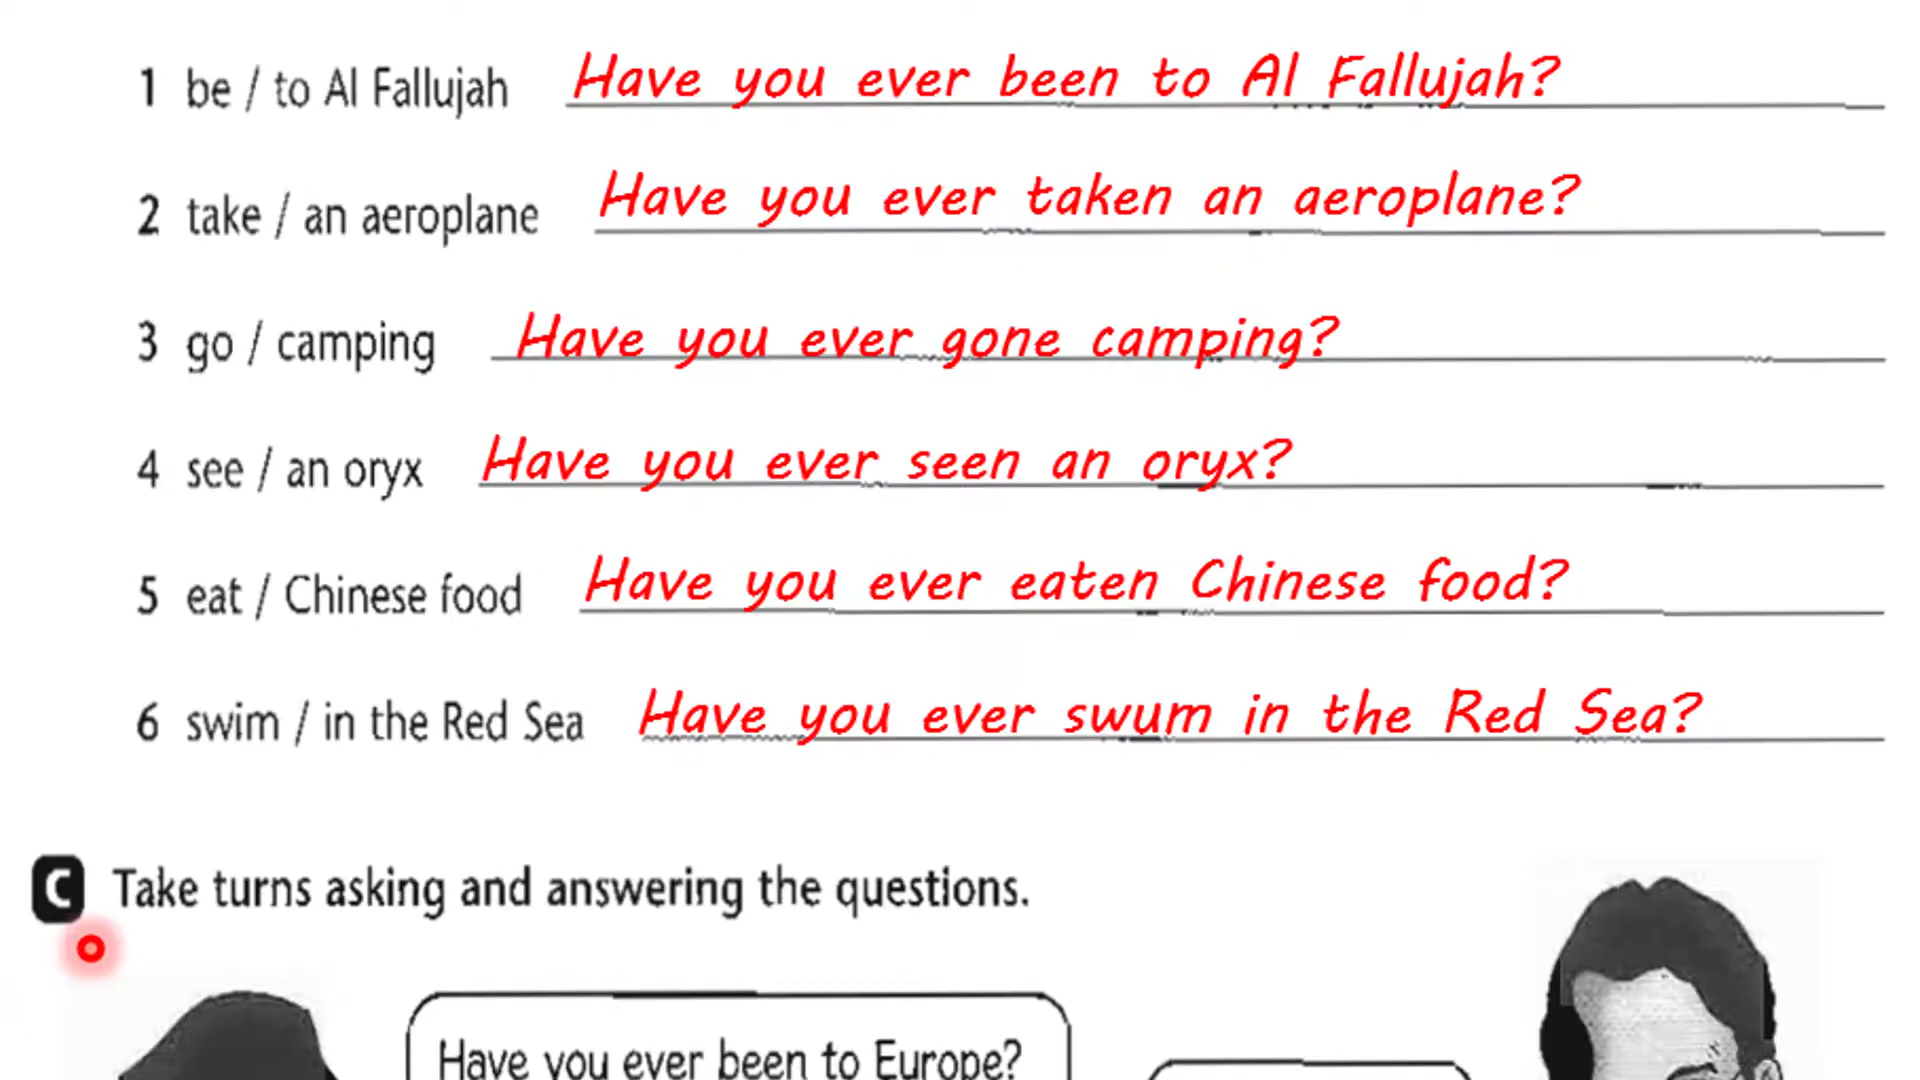 1 be / to Al Fallujah Have you ever been to Al Fallujah?
2 take / an aeroplane Have you ever taken an aeroplane?
3 go / camping Have you ever gone camping?
4 see / an oryx Have you ever seen an oryx?
5 eat / Chinese food Have you ever eaten Chinese food?
6 swim / in the Red Sea Have you ever swum in the Red Sea?
C Take turns asking and answering the questions.
Have you ever been to Europe?